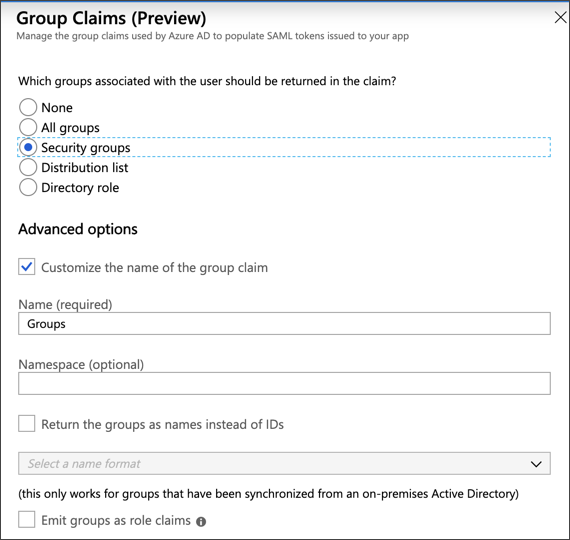 Group Claims (Preview)
Manage the group claims used by Azure AD to populate SAML tokens issued to your app
Which groups associated with the user should be returned in the claim?
None
All groups
Security groups
Distribution list
Directory role
Advanced options
Customize the name of the group claim
Name (required)
Groups
Namespace (optional)
Return the groups as names instead of IDs
Select a name format
(this only works for groups that have been synchronized from an on-premises Active Directory)
Emit groups as role claims